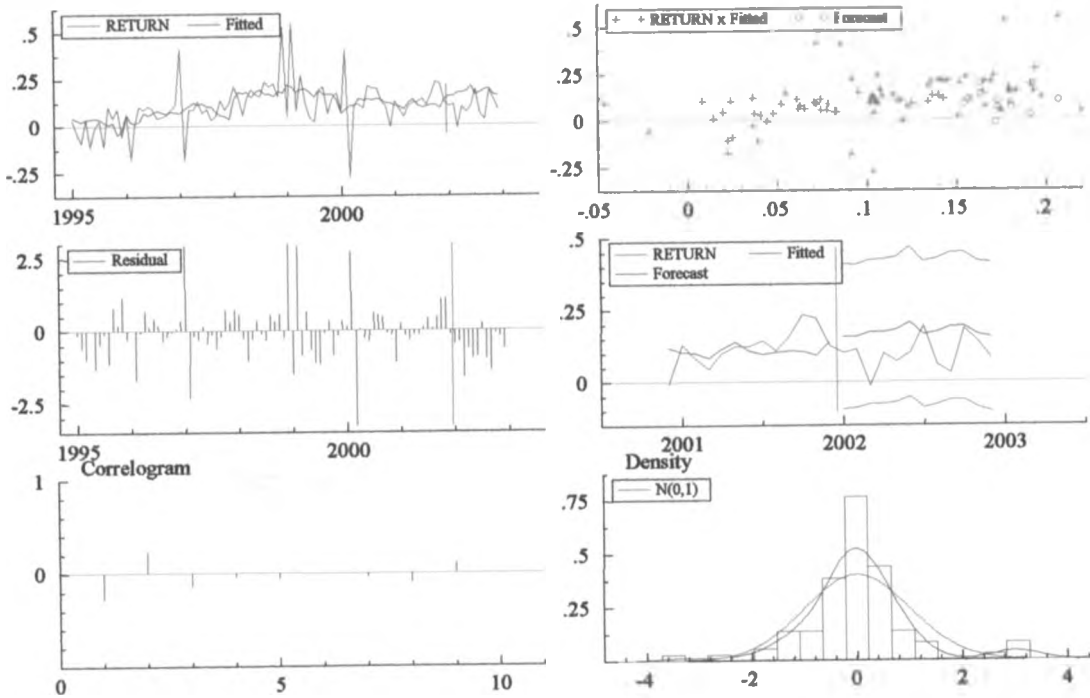 RETURN Fitted
.5
.25
0
-.25
1995 2000
RETURN x Fitted Forecast
.5
.25
0
-.25
-.05 0 .05 .1 .15 .2
Residual
2.5
0
-2.5
1995 2000
RETURN Fitted
Forecast
.5
.25
0
2001 2002 2003
Correlogram
1
0
0 5 10
Density
N(0,1)
.75
.5
.25
-4 -2 0 2 4